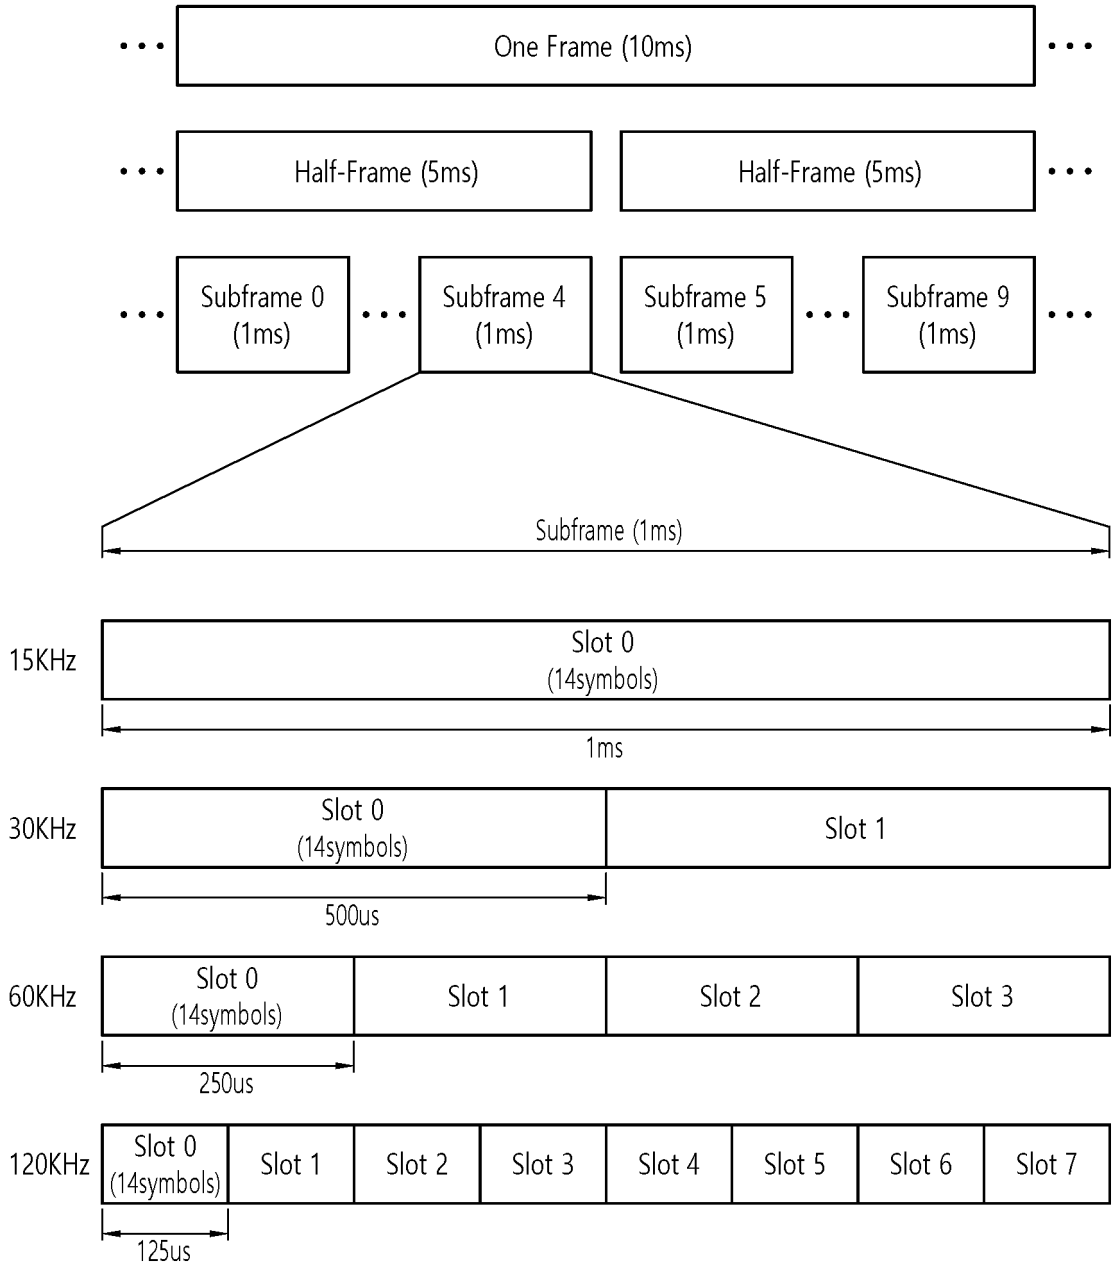 ••• One Frame (10ms) •••
••• Half-Frame (5ms) Half-Frame (5ms) •••
Subframe 0 Subframe 4 Subframe 5 Subframe 9
••• (1ms) ••• (1ms) (1ms) ••• (1ms) •••
Subframe (1ms)
15KHz
Slot 0
(14symbols)
1ms
30KHz
Slot 0
(14symbols)
Slot 1
500us
60KHz
Slot 0
(14symbols)
Slot 1
Slot 2
Slot 3
250us
120KHz
Slot 0
(14symbols)
Slot 1
Slot 2
Slot 3
Slot 4
Slot 5
Slot 6
Slot 7
125us